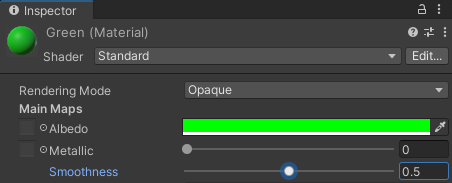 Inspector
Green (Material)
Shader Standard Edit...
Rendering Mode Opaque
Main Maps
Albedo
Metallic 0
Smoothness 0.5